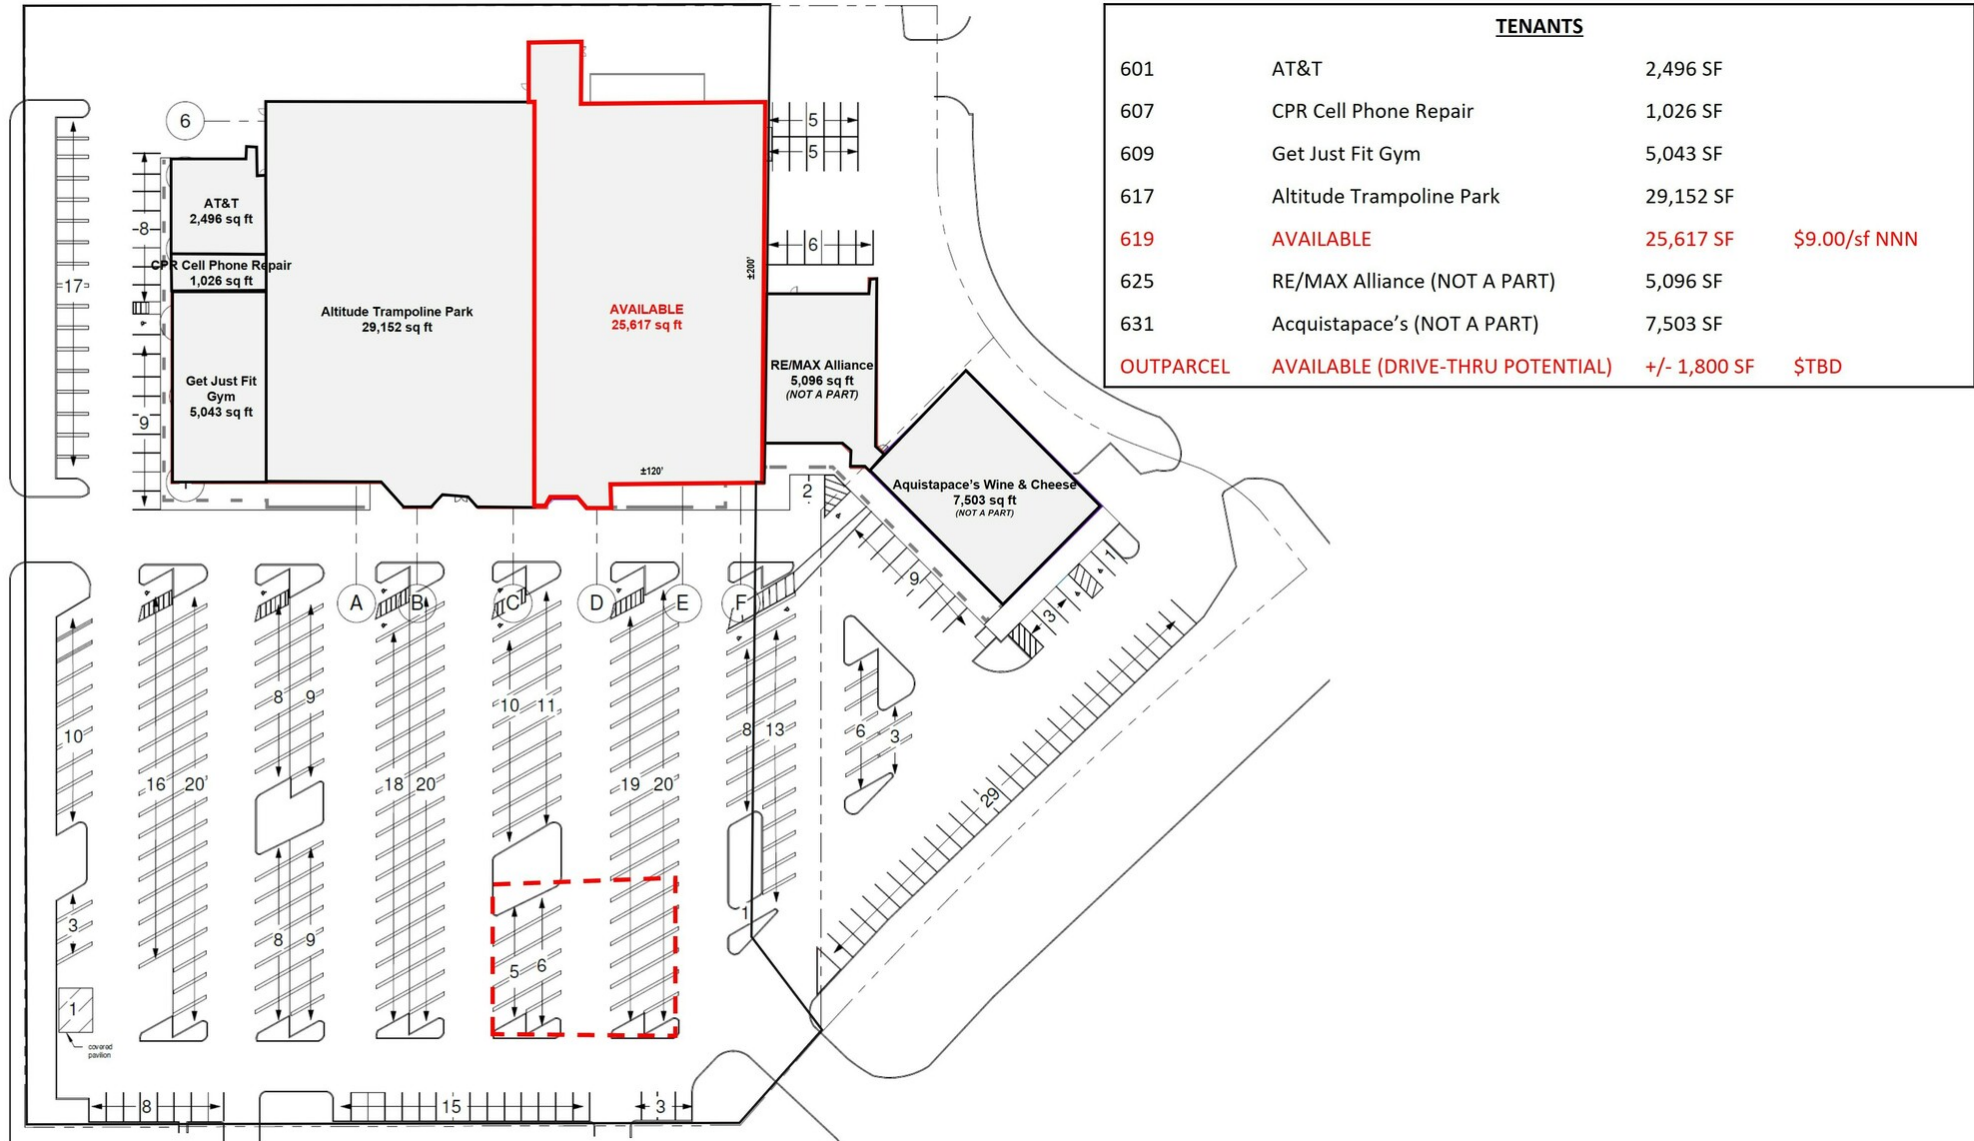 TENANTS
601 AT&T 2,496 SF
607 CPR Cell Phone Repair 1,026 SF
609 Get Just Fit Gym 5,043 SF
617 Altitude Trampoline Park 29,152 SF
619 AVAILABLE 25,617 SF $9.00/sf NNN
625 RE/MAX Alliance (NOT A PART) 5,096 SF
631 Acquistapace’s (NOT A PART) 7,503 SF
OUTPARCEL AVAILABLE (DRIVE-THRU POTENTIAL) +/- 1,800 SF $TBD
6
5
5
AT&T
2,496 sq ft
8
6
CPR Cell Phone Repair
1,026 sq ft
17
±200'
Altitude Trampoline Park
29,152 sq ft
AVAILABLE
25,617 sq ft
RE/MAX Alliance
5,096 sq ft
(NOT A PART)
Get Just Fit
Gym
5,043 sq ft
9
±120'
2
Aquistapace's Wine & Cheese
7,503 sq ft
(NOT A PART)
9
1
3
A
B
C
D
E
F
10
8
9
10
11
8
13
6
3
16
20'
18
20
19
20
29
3
8
9
5
6
1
1
covered
pavilion
8
15
3